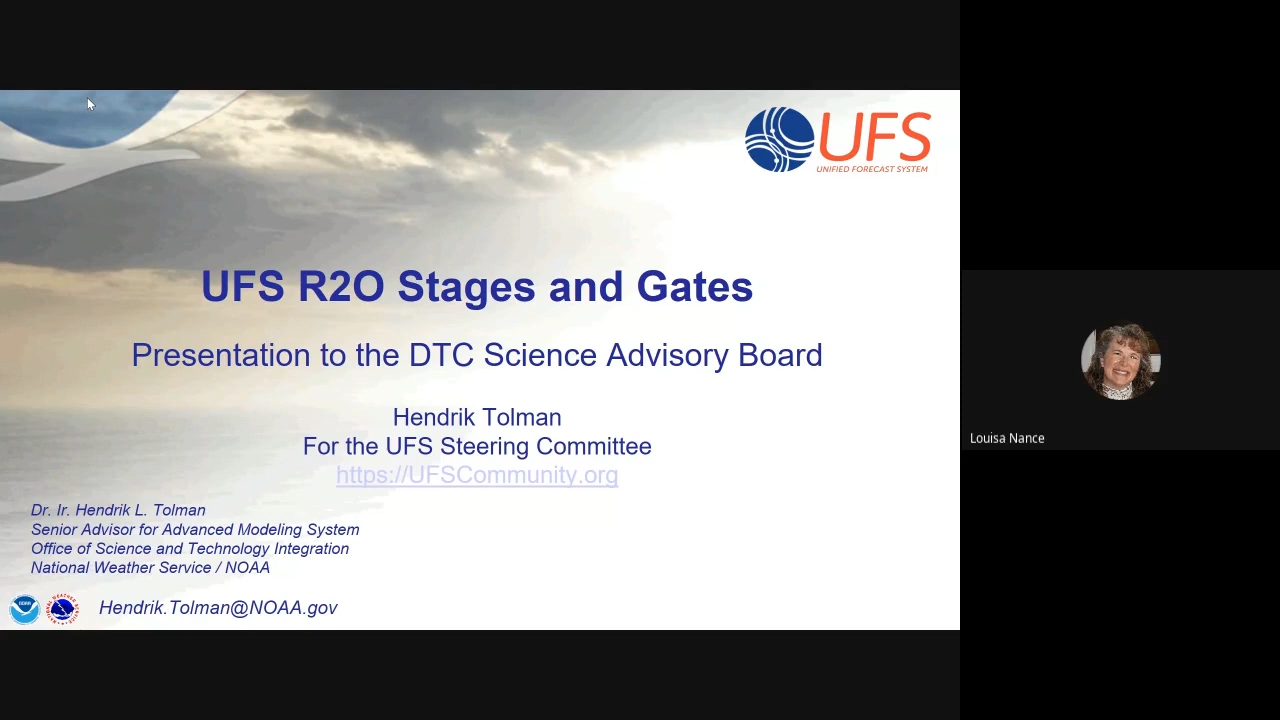 UFS
UNIFIED FORECAST SYSTEM
UFS R2O Stages and Gates
Presentation to the DTC Science Advisory Board
Hendrik Tolman
For the UFS Steering Committee
https://UFSCommunity.org
Dr. Ir. Hendrik L. Tolman
Senior Advisor for Advanced Modeling System
Office of Science and Technology Integration
National Weather Service / NOAA
Hendrik.Tolman@NOAA.gov
Louisa Nance